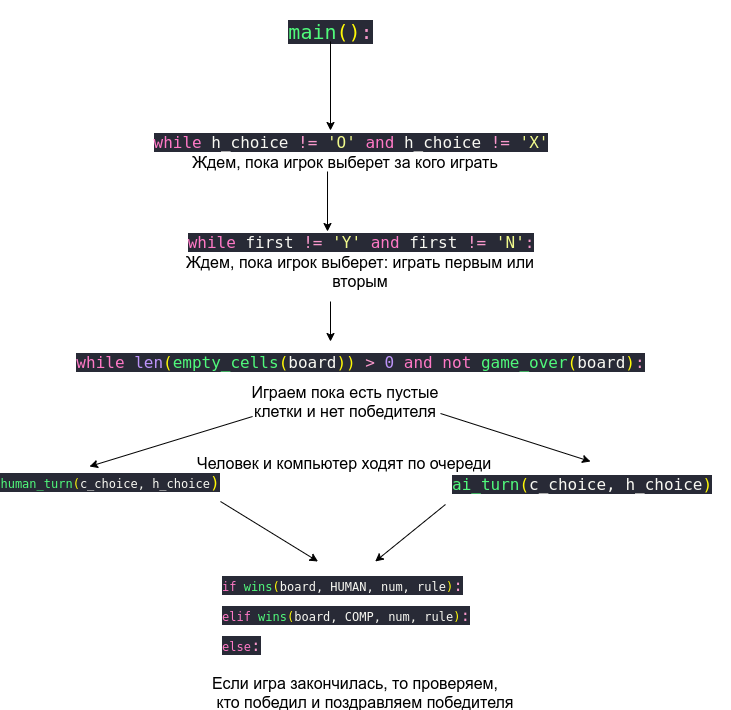 main():
while h_choice != 'O' and h_choice != 'X'
Ждем, пока игрок выберет за кого играть
while first != 'Y' and first != 'N':
Ждем, пока игрок выберет: играть первым или
вторым
while len(empty_cells(board)) > 0 and not game_over(board):
Играем пока есть пустые
клетки и нет победителя
Человек и компьютер ходят по очереди
human_turn(c_choice, h_choice)
ai_turn(c_choice, h_choice)
if wins(board, HUMAN, num, rule):
elif wins(board, COMP, num, rule):
else:
Если игра закончилась, то проверяем,
кто победил и поздравляем победителя